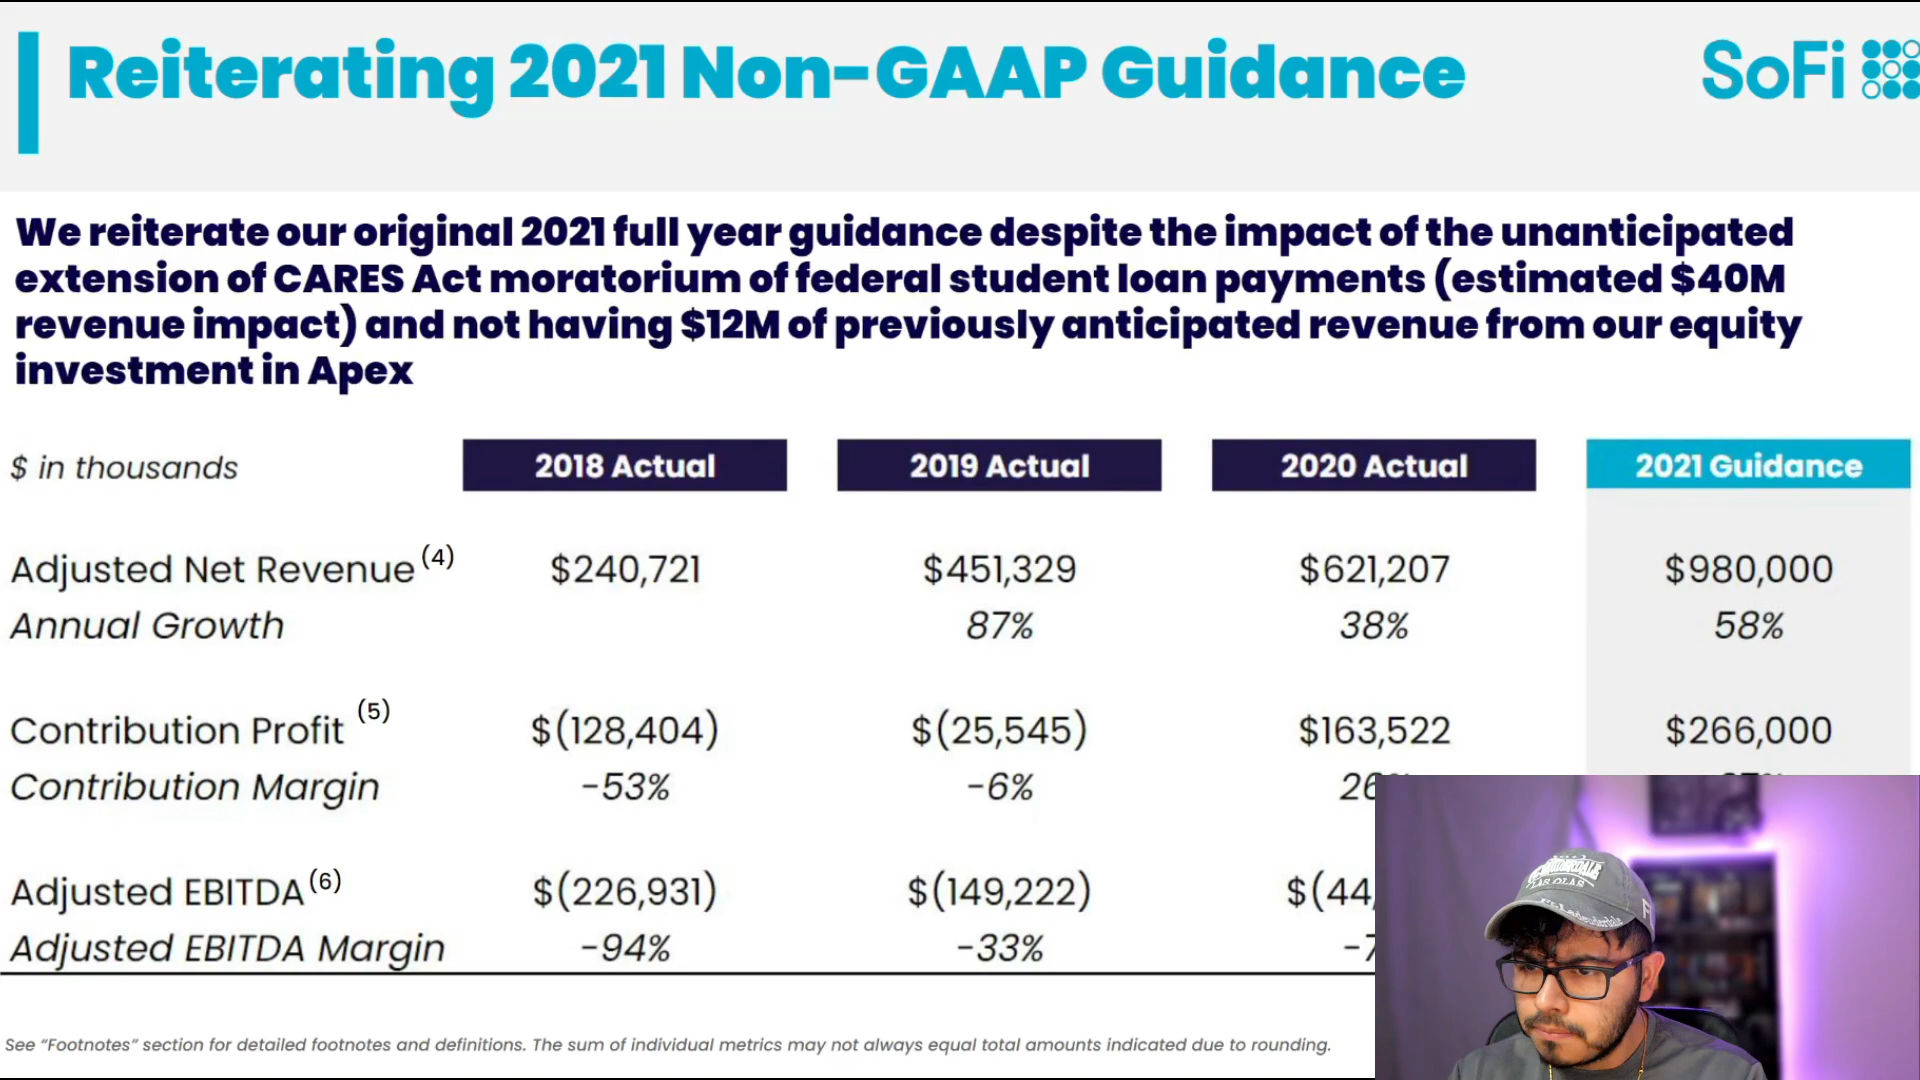 Reiterating 2021 Non-GAAP Guidance
SoFi
We reiterate our original 2021 full year guidance despite the impact of the unanticipated
extension of CARES Act moratorium of federal student loan payments (estimated $40M
revenue impact) and not having $12M of previously anticipated revenue from our equity
investment in Apex
$ in thousands 2018 Actual 2019 Actual 2020 Actual 2021 Guidance
Adjusted Net Revenue (4) $240,721 $451,329 $621,207 $980,000
Annual Growth 87% 38% 58%
Contribution Profit (5) $(128,404) $(25,545) $163,522 $266,000
Contribution Margin -53% -6% 26
Adjusted EBITDA (6) $(226,931) $(149,222) $(44,
Adjusted EBITDA Margin -94% -33% -7
LAS OLAS
See "Footnotes" section for detailed footnotes and definitions. The sum of individual metrics may not always equal total amounts indicated due to rounding.